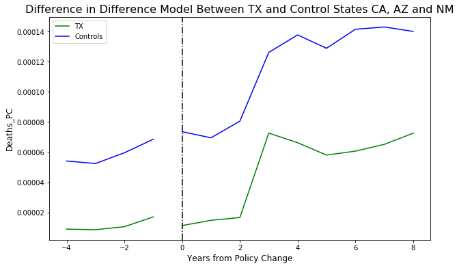 Difference in Difference Model Between TX and Control States CA, AZ and NM
TX
Controls
0.00014
0.00012
0.00010
0.00008
0.00006
0.00004
0.00002
Deaths_PC
−4
−2
0
2
4
6
8
Years from Policy Change